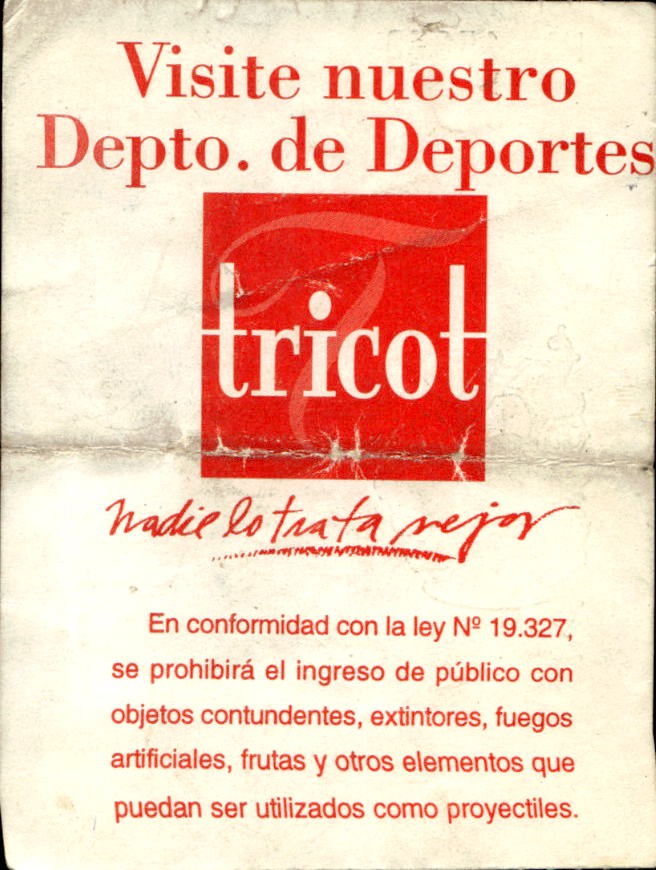 Visite nuestro
Depto. de Deportes
tricot
nadie lo trata mejor
En conformidad con la ley Nº 19.327,
se prohibirá el ingreso de público con
objetos contundentes, extintores, fuegos
artificiales, frutas y otros elementos que
puedan ser utilizados como proyectiles.